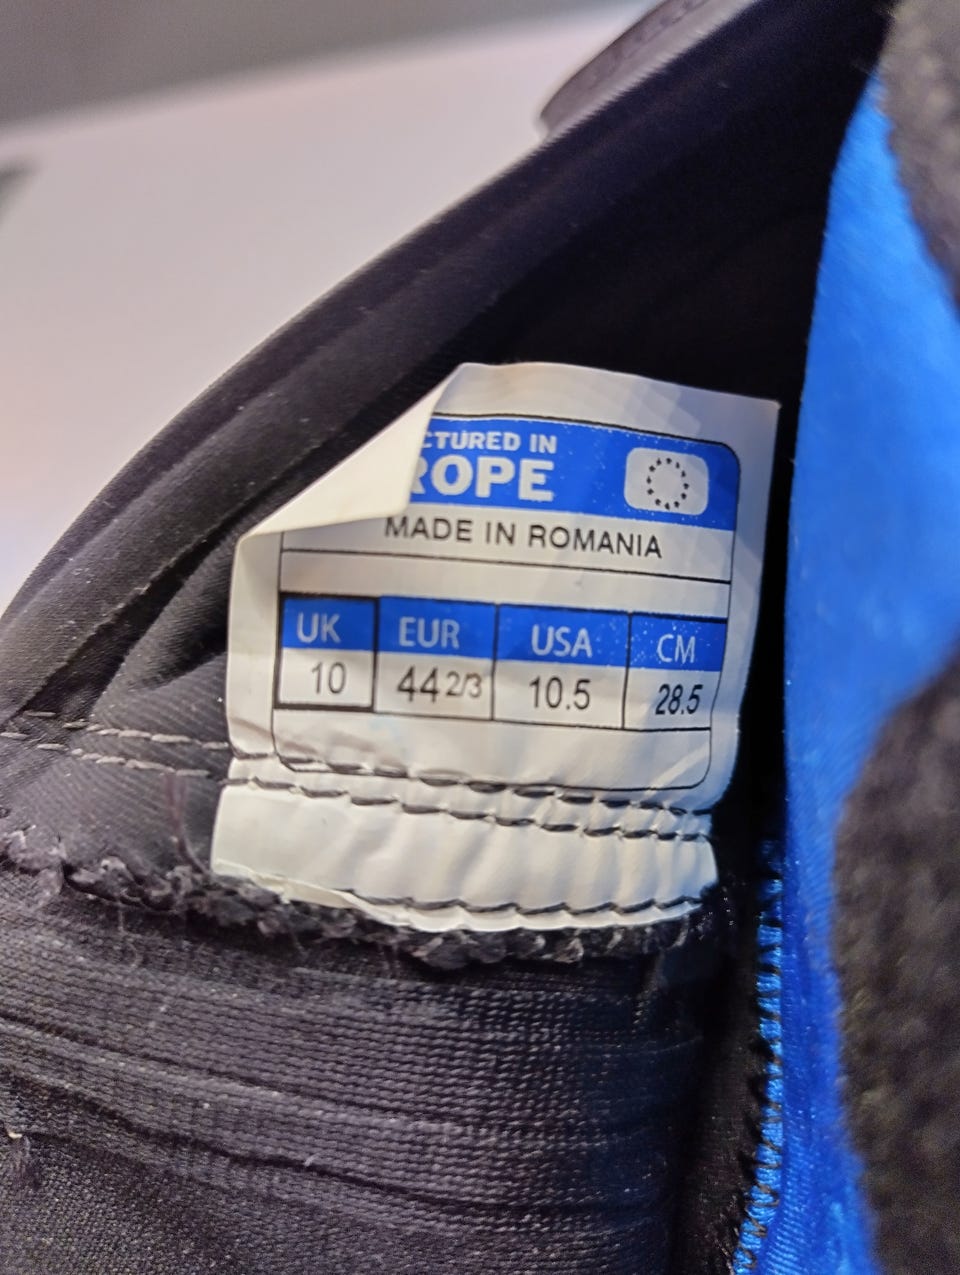 CTURED IN
ROPE
MADE IN ROMANIA
UK EUR USA CM
10 44 2/3 10.5 28.5